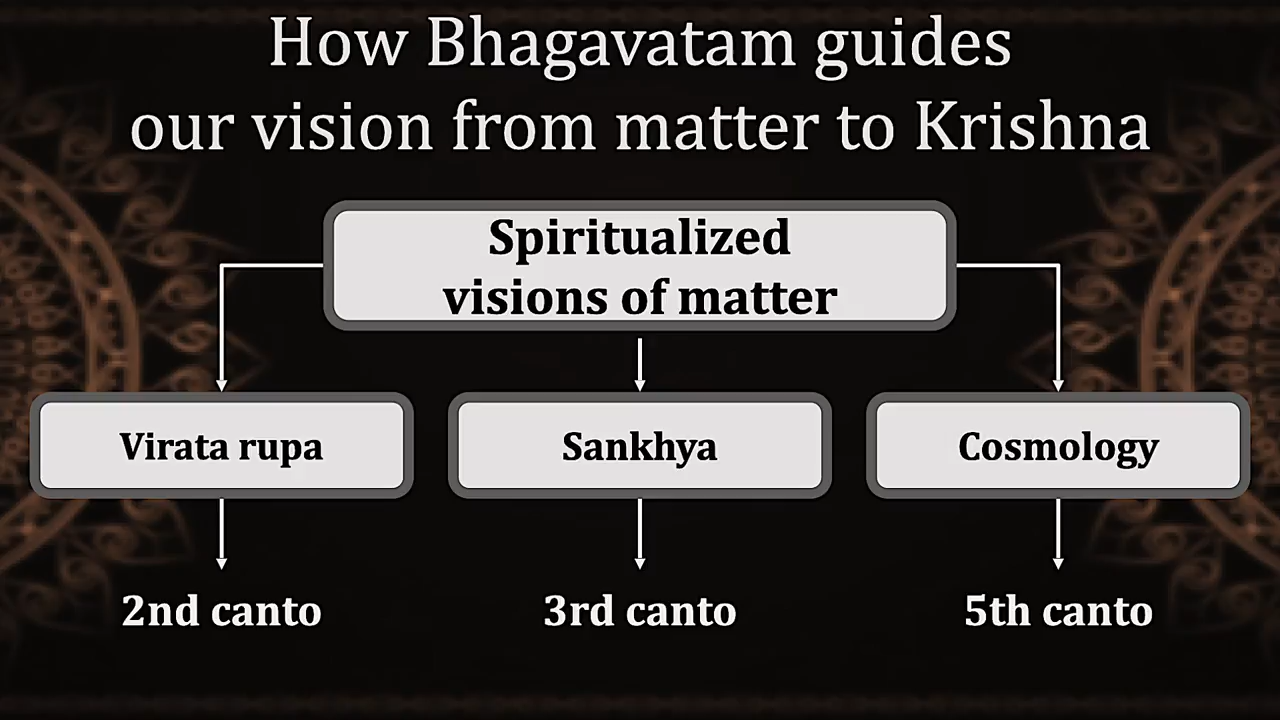 How Bhagavatam guides
our vision from matter to Krishna
Spiritualized
visions of matter
Virata rupa
Sankhya
Cosmology
2nd canto
3rd canto
5th canto